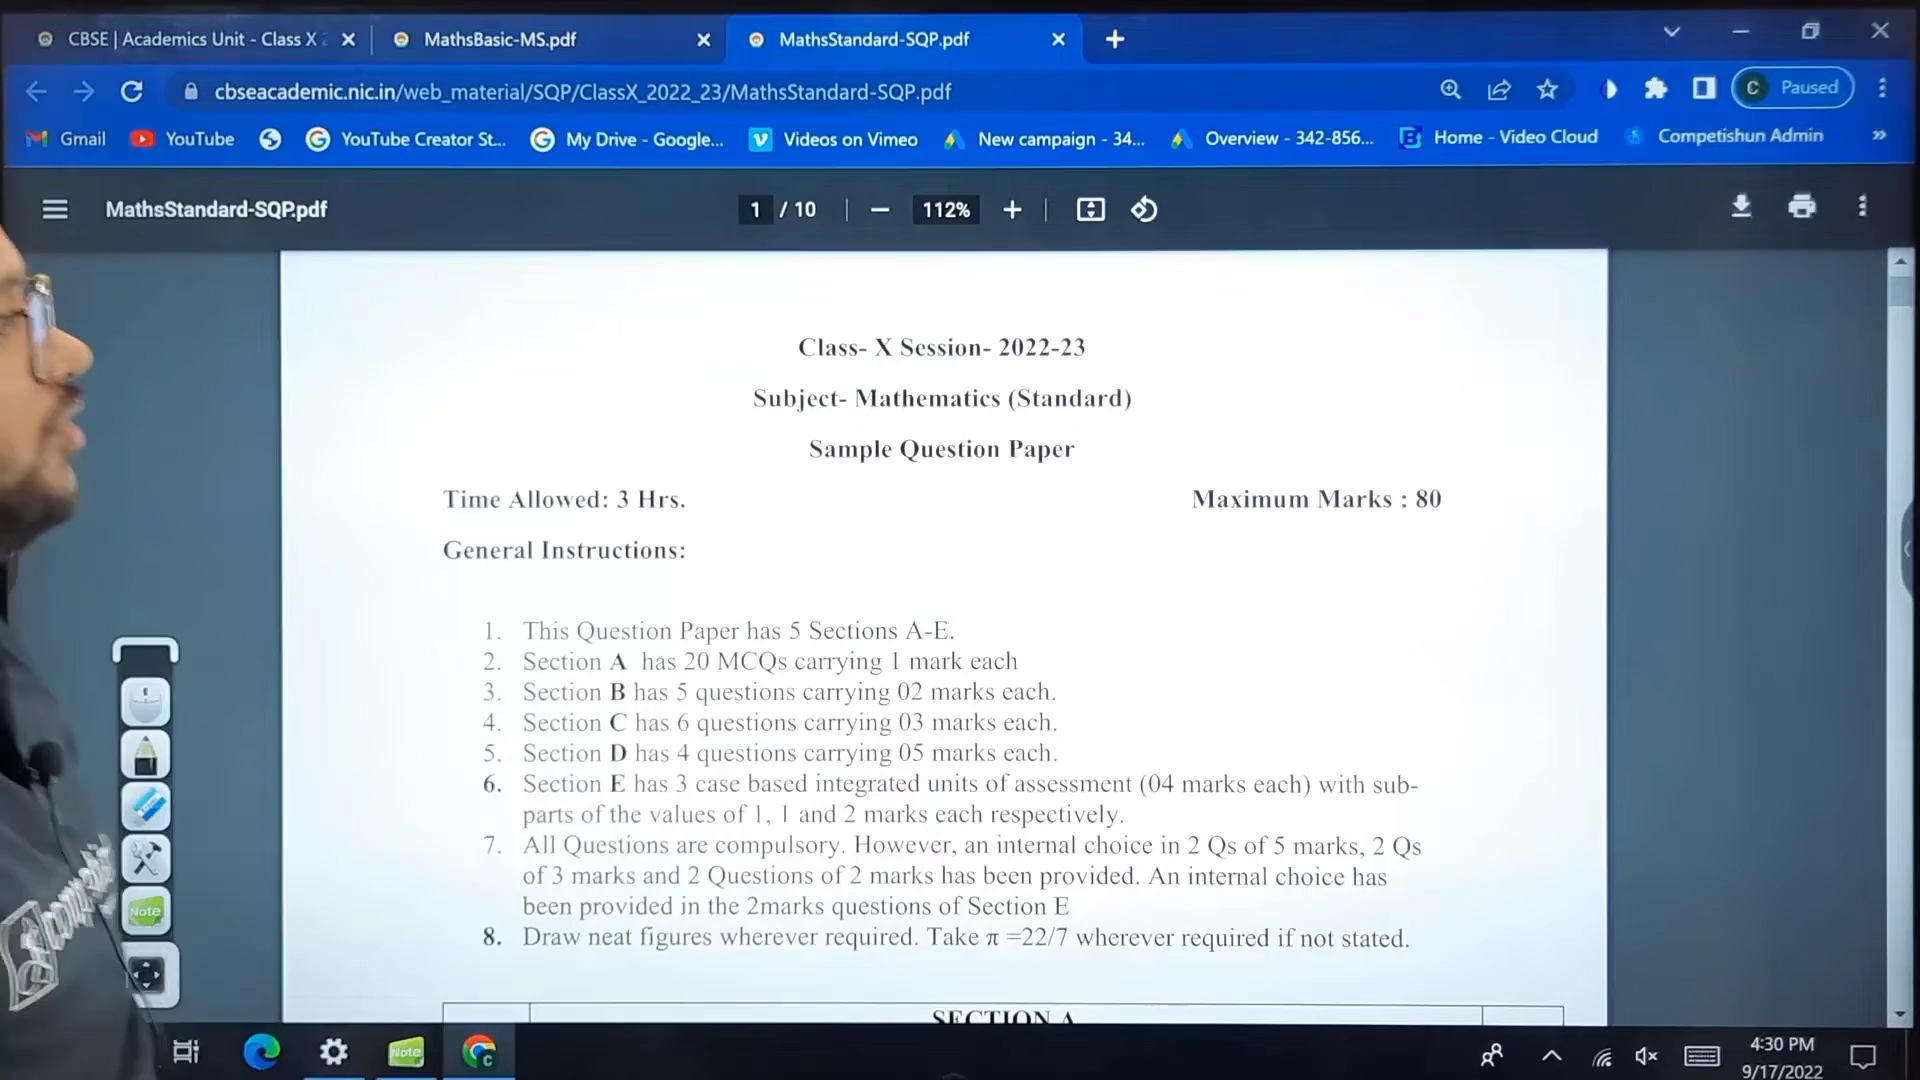 CBSE | Academics Unit - Class X
MathsBasic-MS.pdf
MathsStandard-SQP.pdf
cbseacademic.nic.in/web_material/SQP/ClassX_2022_23/MathsStandard-SQP.pdf
C Paused
Gmail YouTube YouTube Creator St... My Drive - Google... Videos on Vimeo New campaign - 34... Overview - 342-856... Home - Video Cloud Competishun Admin »
MathsStandard-SQP.pdf
1 / 10
112%
Class- X Session- 2022-23
Subject- Mathematics (Standard)
Sample Question Paper
Time Allowed: 3 Hrs. Maximum Marks : 80
General Instructions:
1. This Question Paper has 5 Sections A-E.
2. Section A has 20 MCQs carrying 1 mark each
3. Section B has 5 questions carrying 02 marks each.
4. Section C has 6 questions carrying 03 marks each.
5. Section D has 4 questions carrying 05 marks each.
6. Section E has 3 case based integrated units of assessment (04 marks each) with sub-
parts of the values of 1, 1 and 2 marks each respectively.
7. All Questions are compulsory. However, an internal choice in 2 Qs of 5 marks, 2 Qs
of 3 marks and 2 Questions of 2 marks has been provided. An internal choice has
been provided in the 2marks questions of Section E
8. Draw neat figures wherever required. Take π =22/7 wherever required if not stated.
SECTION A
Note
Note
4:30 PM
9/17/2022